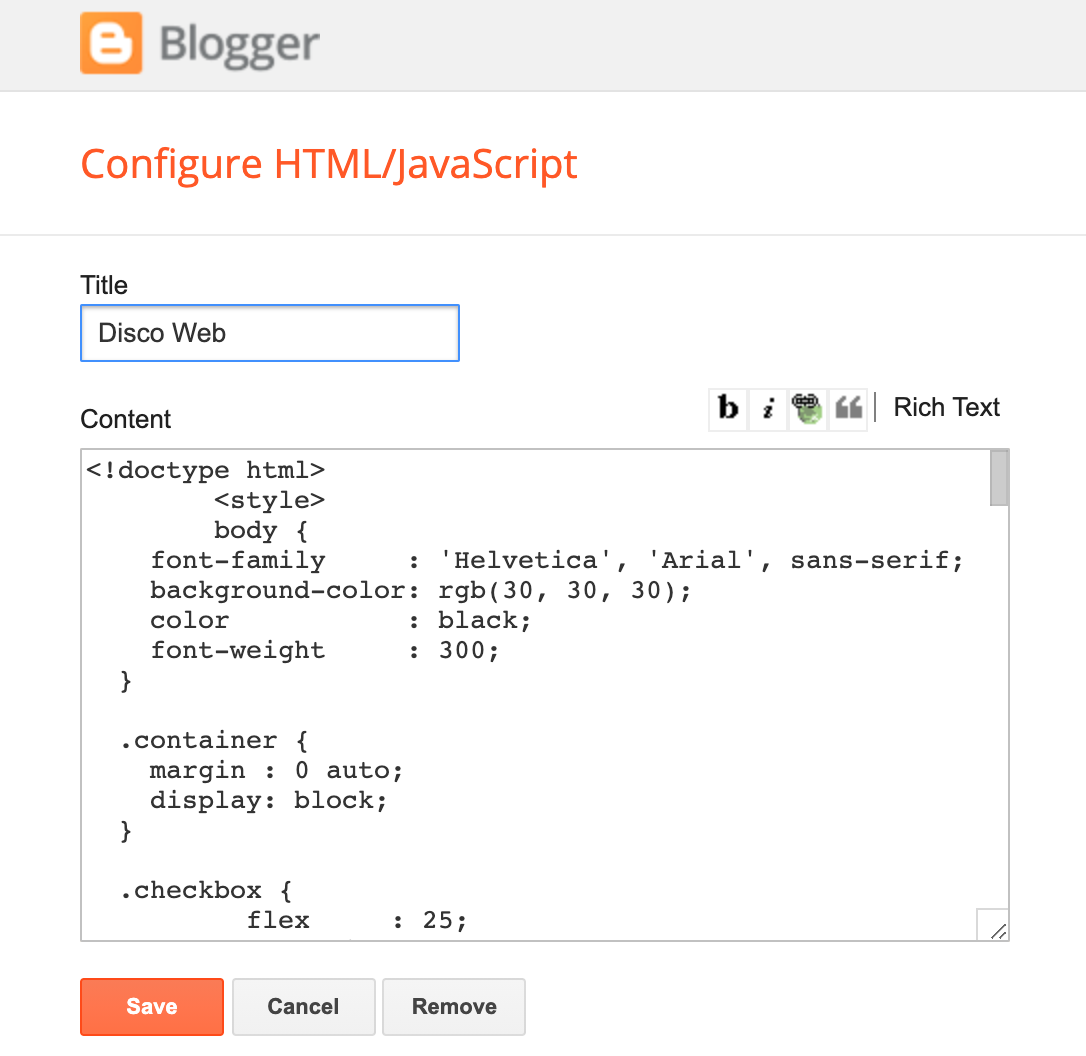 Blogger
Configure HTML/JavaScript
Title
Disco Web
Content
b i Rich Text
<!doctype html>
        <style>
        body {
    font-family     : 'Helvetica', 'Arial', sans-serif;
    background-color: rgb(30, 30, 30);
    color           : black;
    font-weight     : 300;
  }

  .container {
    margin : 0 auto;
    display: block;
  }

  .checkbox {
          flex     : 25;
Save Cancel Remove